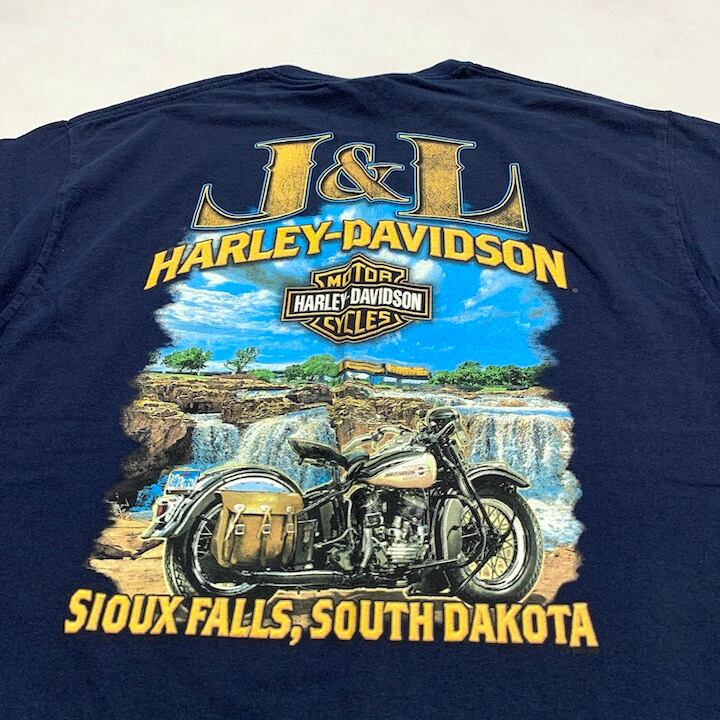 J&L
HARLEY-DAVIDSON
MOTOR
HARLEY-DAVIDSON
CYCLES
SIOUX FALLS, SOUTH DAKOTA